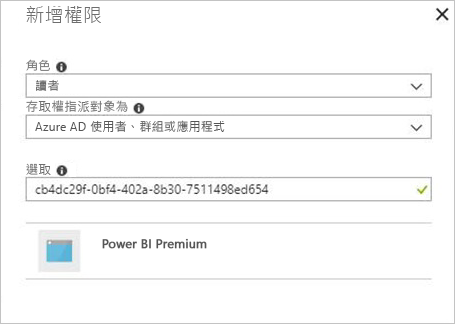 新增權限
角色
讀者
存取權指派對象為
Azure AD 使用者、群組或應用程式
選取
cb4dc29f-0bf4-402a-8b30-7511498ed654
Power BI Premium